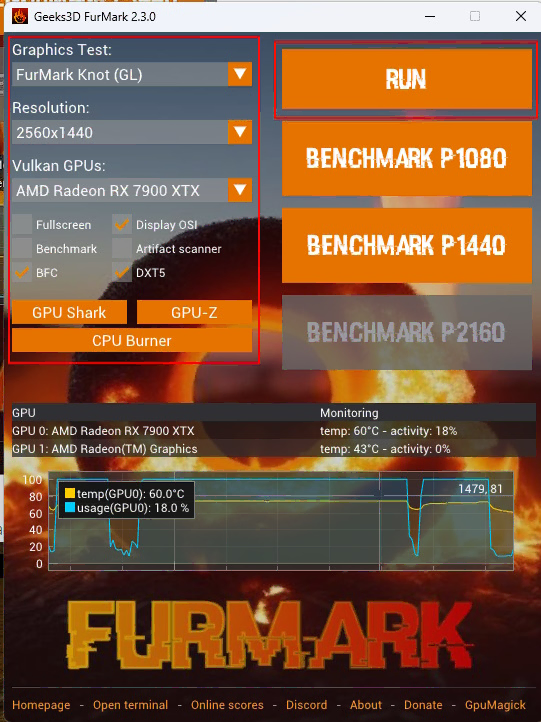 Geeks3D FurMark 2.3.0
Graphics Test:
FurMark Knot (GL)
Resolution:
2560x1440
Vulkan GPUs:
AMD Radeon RX 7900 XTX
Fullscreen
Display OSI
Benchmark
Artifact scanner
BFC
DXT5
GPU Shark
GPU-Z
CPU Burner
RUN
BENCHMARK P1080
BENCHMARK P1440
BENCHMARK P2160
GPU Monitoring
GPU 0: AMD Radeon RX 7900 XTX temp: 60°C - activity: 18%
GPU 1: AMD Radeon(TM) Graphics temp: 43°C - activity: 0%
100
80
60
40
20
0
temp(GPU0): 60.0°C
usage(GPU0): 18.0 %
1479, 81
FURMARK
Homepage - Open terminal - Online scores - Discord - About - Donate - GpuMagick